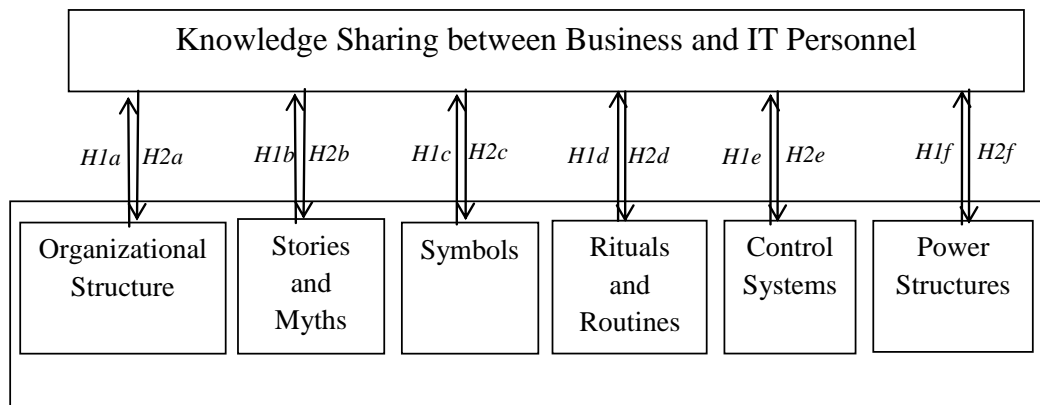 Knowledge Sharing between Business and IT Personnel
H1a H2a H1b H2b H1c H2c H1d H2d H1e H2e H1f H2f
Organizational
Structure
Stories
and
Myths
Symbols
Rituals
and
Routines
Control
Systems
Power
Structures